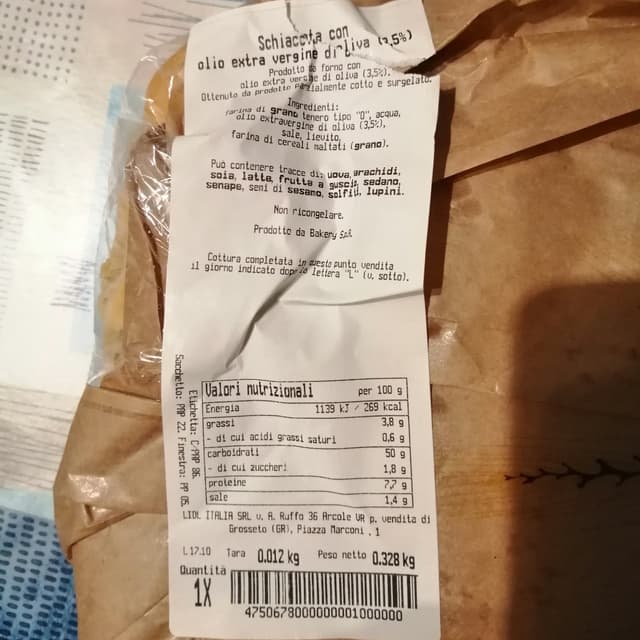 Schiaccata con
olio extra vergine di oliva (3,5%)
Prodotto da forno con
olio extra vergine di oliva (3,5%).
Ottenuto da prodotto parzialmente cotto e surgelato.
Ingredienti:
farina di grano tenero tipo "0", acqua,
olio extravergine di oliva (3,5%),
sale, lievito,
farina di cereali maltati (grano).
Può contenere tracce di: uova, arachidi,
soia, latte, frutta a guscio, sedano,
senape, semi di sesamo, solfiti, lupini.
Non ricongelare.
Prodotto da Bakery SpA
Cottura completata in questo punto vendita
il giorno indicato dopo la lettera "L" (v. sotto).
Etichetta: C-PAP 86.
Sacchetto: PAP 22. Finestra: PP 05.
Valori nutrizionali per 100 g
Energia 1139 kJ / 269 kcal
grassi 3,8 g
- di cui acidi grassi saturi 0,6 g
carboidrati 50 g
- di cui zuccheri 1,8 g
proteine 7,7 g
sale 1,4 g
LIDL ITALIA SRL v. A. Ruffo 36 Arcole VR p. vendita di
Grosseto (GR), Piazza Marconi , 1
L17.10 Tara 0.012 kg Peso netto 0.328 kg
Quantità
1X
4750678000000001000000